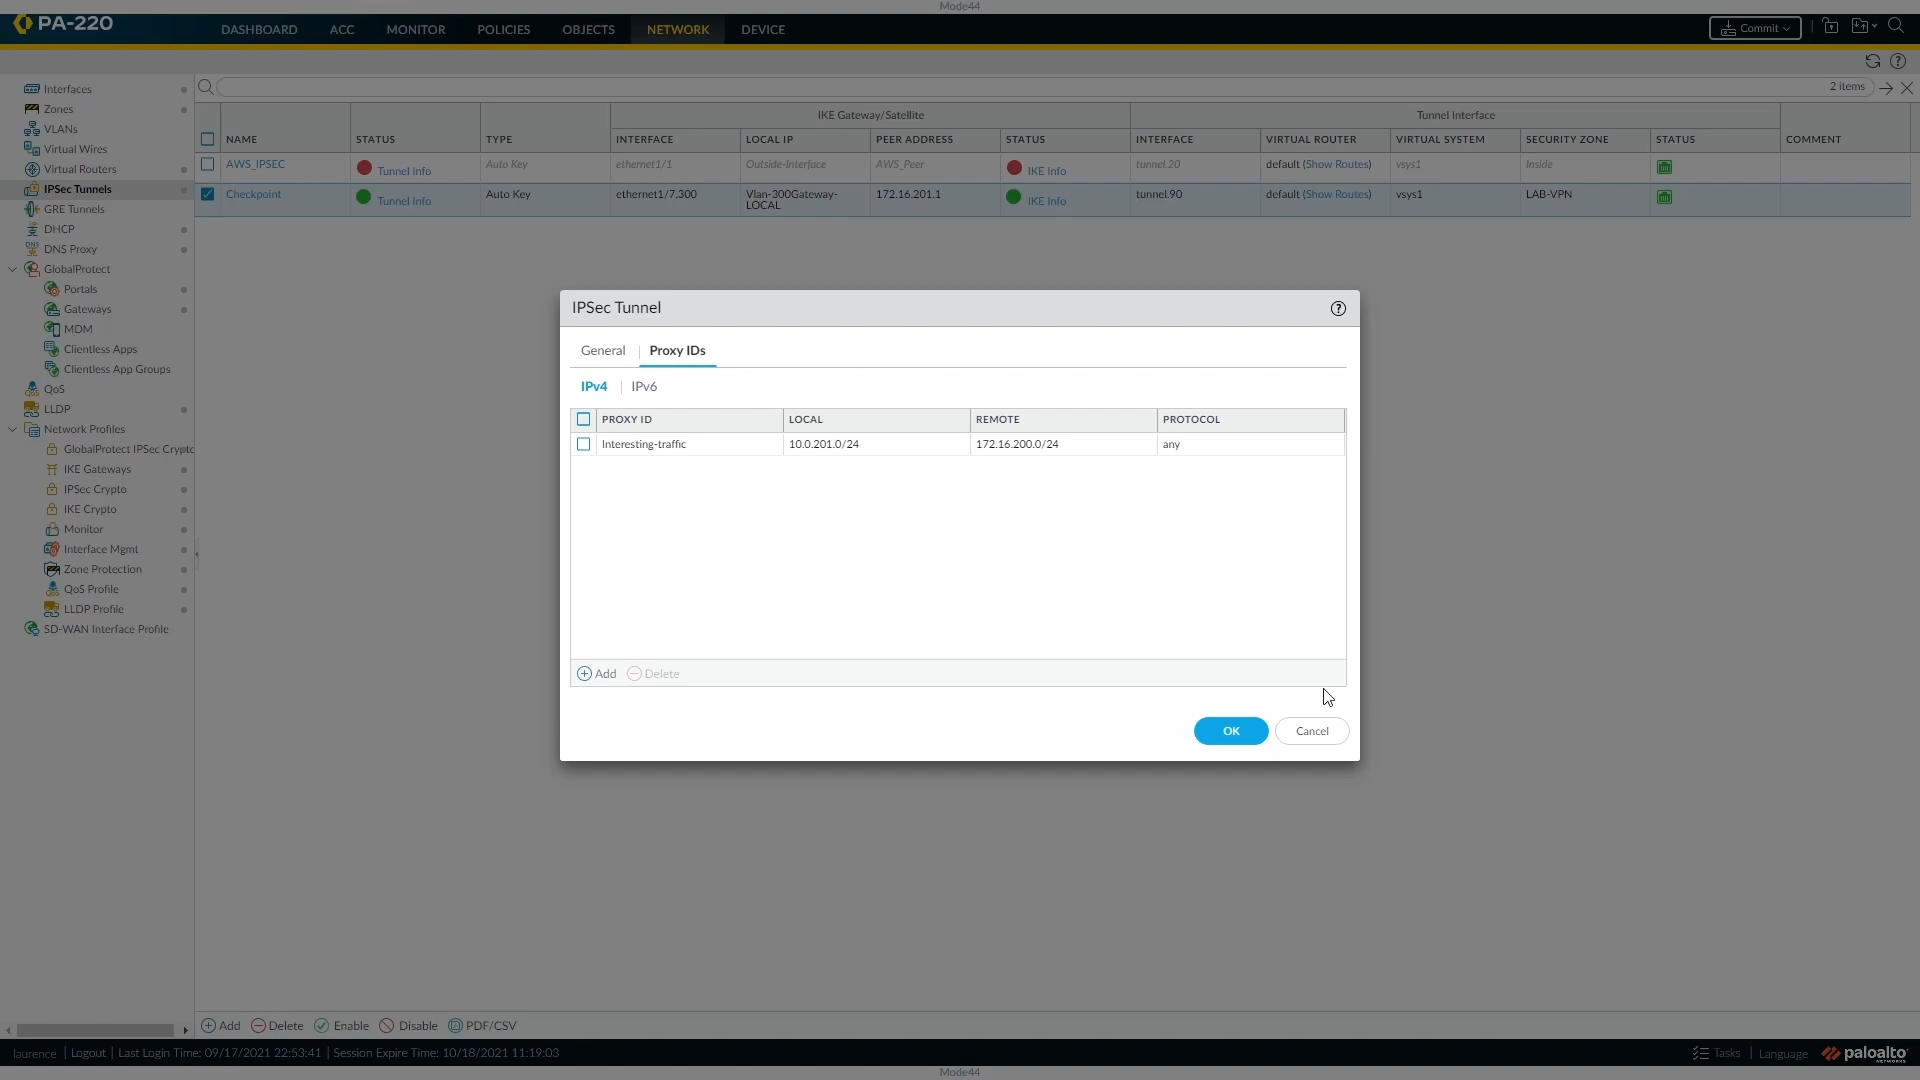 Mode44
PA-220
DASHBOARD ACC MONITOR POLICIES OBJECTS NETWORK DEVICE
Commit
2 items
Interfaces
Zones
VLANs
Virtual Wires
Virtual Routers
IPSec Tunnels
GRE Tunnels
DHCP
DNS Proxy
GlobalProtect
Portals
Gateways
MDM
Clientless Apps
Clientless App Groups
QoS
LLDP
Network Profiles
GlobalProtect IPSec Crypto
IKE Gateways
IPSec Crypto
IKE Crypto
Monitor
Interface Mgmt
Zone Protection
QoS Profile
LLDP Profile
SD-WAN Interface Profile
IKE Gateway/Satellite Tunnel Interface
NAME STATUS TYPE INTERFACE LOCAL IP PEER ADDRESS STATUS INTERFACE VIRTUAL ROUTER VIRTUAL SYSTEM SECURITY ZONE STATUS COMMENT
AWS_IPSEC Tunnel Info Auto Key ethernet1/1 Outside-Interface AWS_Peer IKE Info tunnel.20 default (Show Routes) vsys1 Inside
Checkpoint Tunnel Info Auto Key ethernet1/7.300 Vlan-300Gateway- 172.16.201.1 IKE Info tunnel.90 default (Show Routes) vsys1 LAB-VPN
LOCAL
IPSec Tunnel
General Proxy IDs
IPv4 IPv6
PROXY ID LOCAL REMOTE PROTOCOL
Interesting-traffic 10.0.201.0/24 172.16.200.0/24 any
Add Delete
OK Cancel
Add Delete Enable Disable PDF/CSV
laurence | Logout | Last Login Time: 09/17/2021 22:53:41 | Session Expire Time: 10/18/2021 11:19:03
Tasks | Language paloalto NETWORKS
Mode44